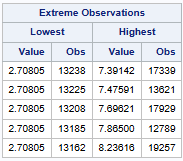 Extreme Observations
Lowest Highest
Value Obs Value Obs
2.70805 13238 7.39142 17339
2.70805 13225 7.47591 13621
2.70805 13208 7.69621 17929
2.70805 13185 7.86500 12789
2.70805 13162 8.23616 19257